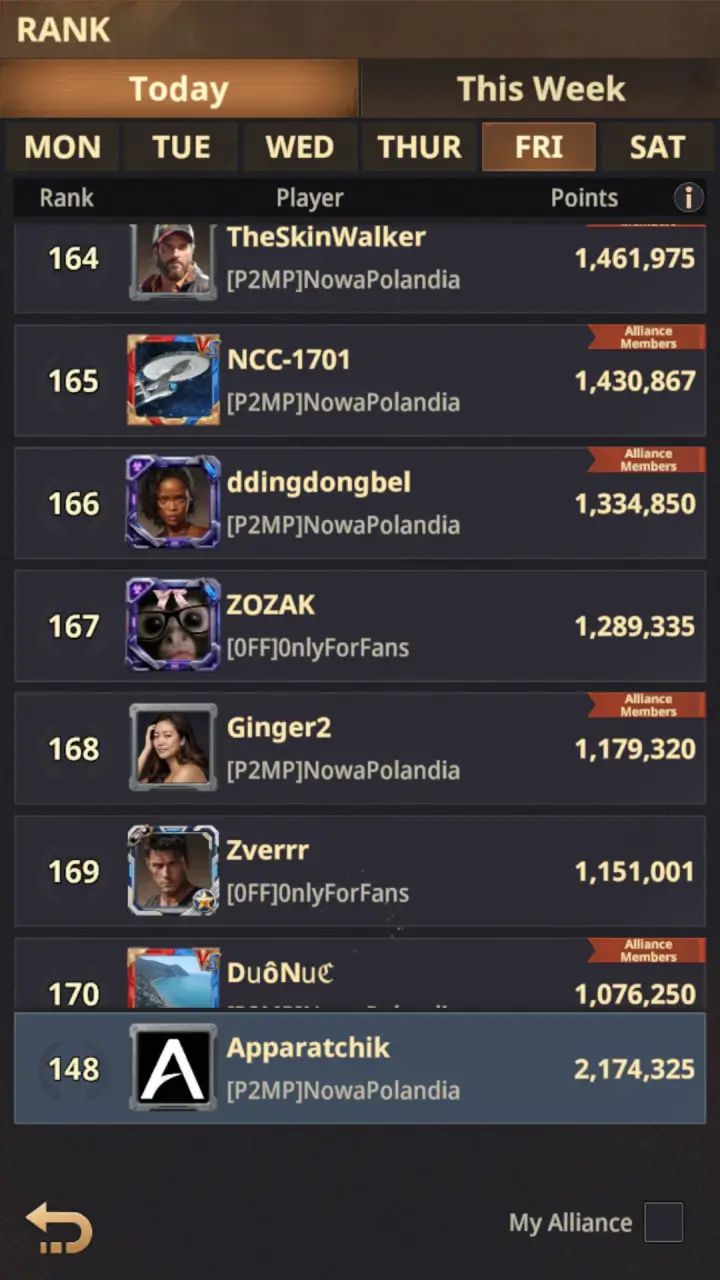 RANK
Today
This Week
MON TUE WED THUR FRI SAT
Rank Player Points
164 TheSkinWalker 1,461,975
[P2MP]NowaPolandia
Alliance Members
165 NCC-1701 1,430,867
[P2MP]NowaPolandia
Alliance Members
166 ddingdongbel 1,334,850
[P2MP]NowaPolandia
167 ZOZAK 1,289,335
[0FF]0nlyForFans
Alliance Members
168 Ginger2 1,179,320
[P2MP]NowaPolandia
169 Zverrr 1,151,001
[0FF]0nlyForFans
Alliance Members
170 DuôNuℭ 1,076,250
148 Apparatchik 2,174,325
[P2MP]NowaPolandia
My Alliance